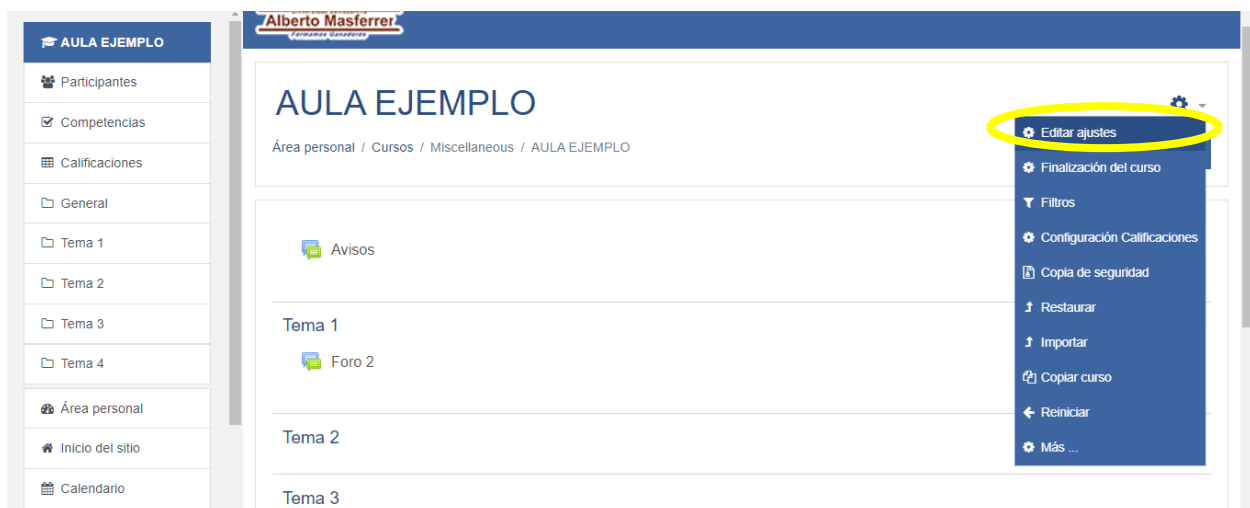 Alberto Masferrer
Formamos Ganadores
AULA EJEMPLO
Participantes
Competencias
Calificaciones
General
Tema 1
Tema 2
Tema 3
Tema 4
Área personal
Inicio del sitio
Calendario
AULA EJEMPLO
Área personal / Cursos / Miscellaneous / AULA EJEMPLO
Editar ajustes
Finalización del curso
Filtros
Configuración Calificaciones
Copia de seguridad
Restaurar
Importar
Copiar curso
Reiniciar
Más ...
Avisos
Tema 1
Foro 2
Tema 2
Tema 3